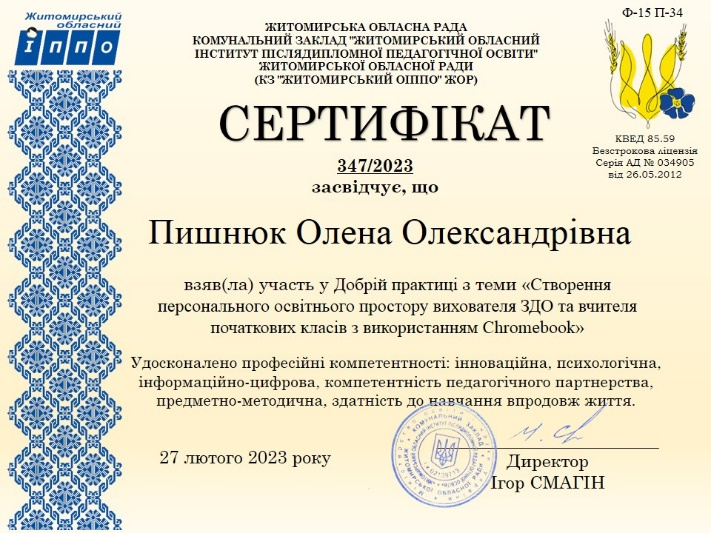 Житомирський
обласний
ІППО
Ф-15 П-34
ЖИТОМИРСЬКА ОБЛАСНА РАДА
КОМУНАЛЬНИЙ ЗАКЛАД "ЖИТОМИРСЬКИЙ ОБЛАСНИЙ
ІНСТИТУТ ПІСЛЯДИПЛОМНОЇ ПЕДАГОГІЧНОЇ ОСВІТИ"
ЖИТОМИРСЬКОЇ ОБЛАСНОЇ РАДИ
(КЗ "ЖИТОМИРСЬКИЙ ОІППО" ЖОР)
СЕРТИФІКАТ
КВЕД 85.59
Безстрокова ліцензія
Серія АД № 034905
від 26.05.2012
347/2023
засвідчує, що
Пишнюк Олена Олександрівна
взяв(ла) участь у Добрій практиці з теми «Створення
персонального освітнього простору вихователя ЗДО та вчителя
початкових класів з використанням Chromebook»
Удосконалено професійні компетентності: інноваційна, психологічна,
інформаційно-цифрова, компетентність педагогічного партнерства,
предметно-методична, здатність до навчання впродовж життя.
27 лютого 2023 року
Директор
Ігор СМАГІН